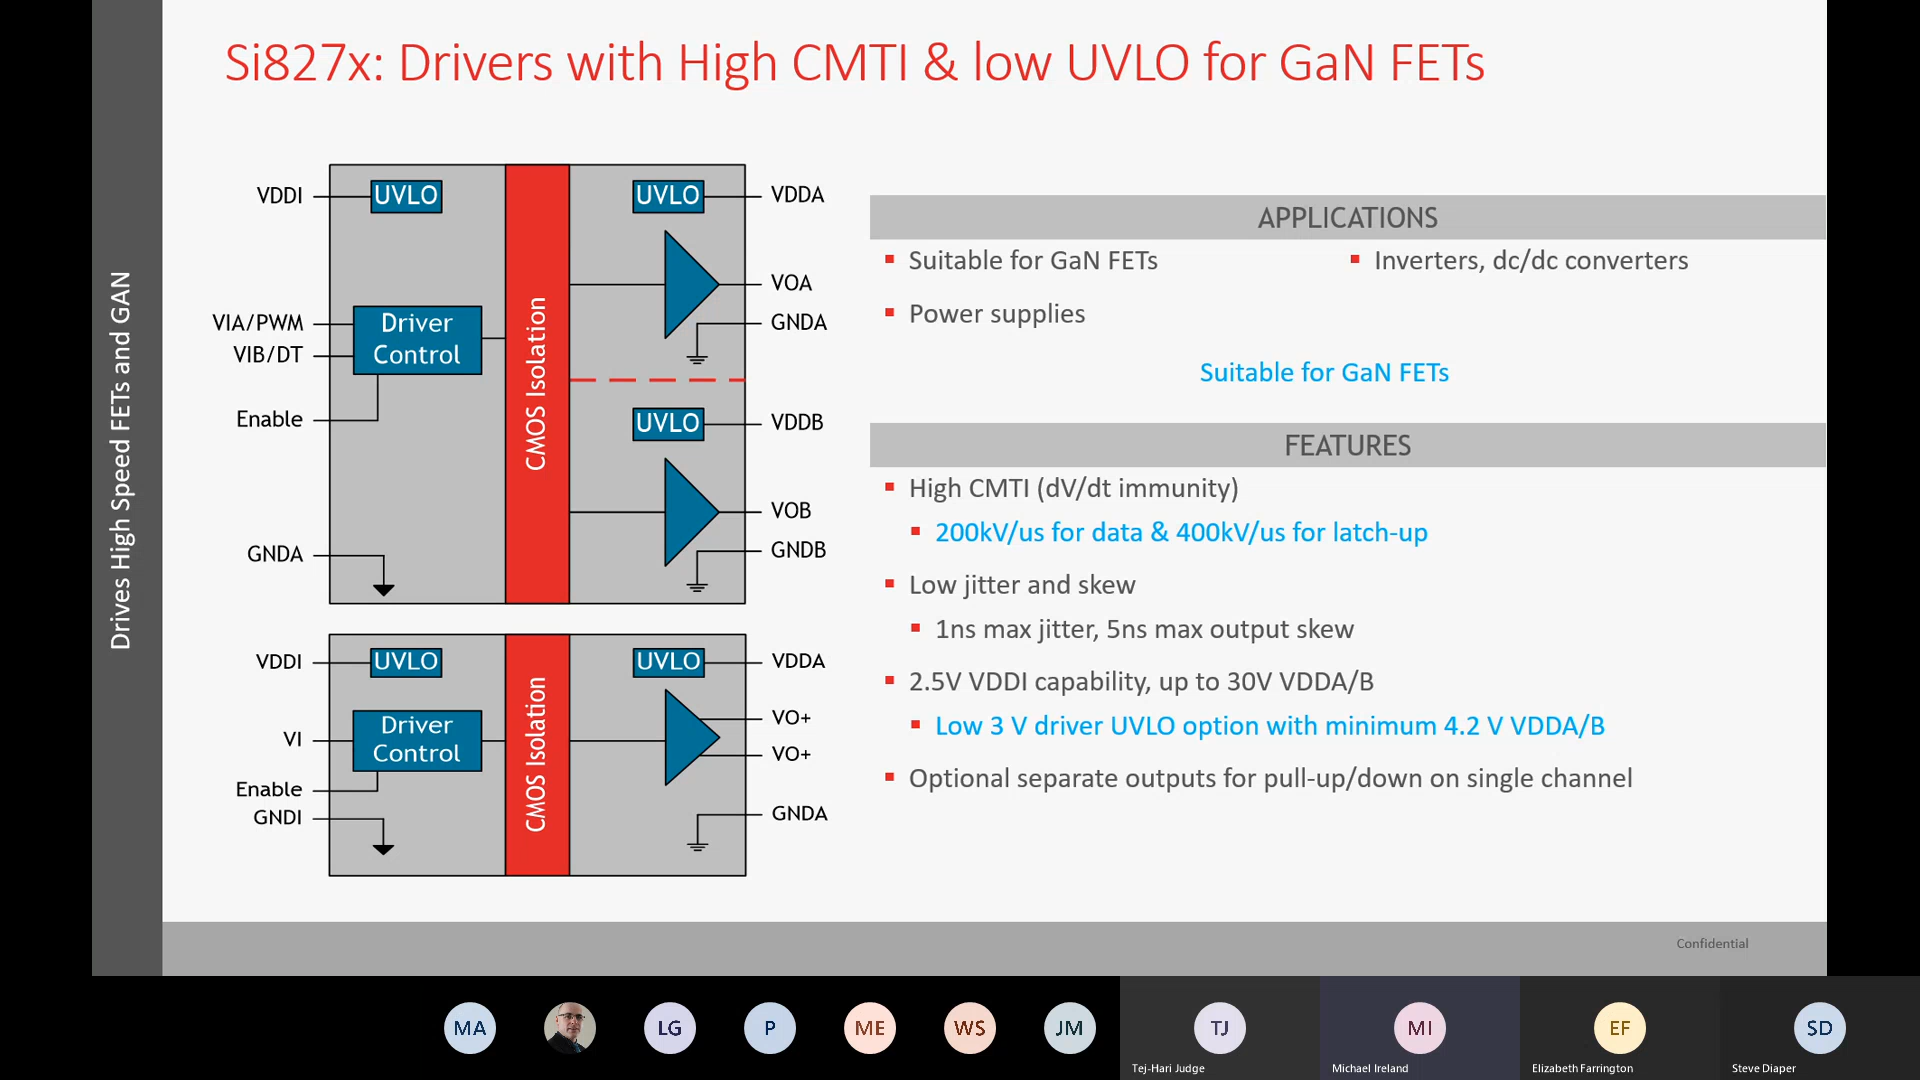 Si827x: Drivers with High CMTI & low UVLO for GaN FETs
Drives High Speed FETs and GAN
VDDI
UVLO
UVLO
VDDA
VOA
VIA/PWM
Driver
Control
GNDA
VIB/DT
CMOS Isolation
Enable
UVLO
VDDB
VOB
GNDA
GNDB
VDDI
UVLO
UVLO
VDDA
VI
Driver
Control
CMOS Isolation
VO+
VO+
Enable
GNDI
GNDA
APPLICATIONS
Suitable for GaN FETs
Inverters, dc/dc converters
Power supplies
Suitable for GaN FETs
FEATURES
High CMTI (dV/dt immunity)
200kV/us for data & 400kV/us for latch-up
Low jitter and skew
1ns max jitter, 5ns max output skew
2.5V VDDI capability, up to 30V VDDA/B
Low 3 V driver UVLO option with minimum 4.2 V VDDA/B
Optional separate outputs for pull-up/down on single channel
Confidential
MA
LG
P
ME
WS
JM
TJ
Tej-Hari Judge
MI
Michael Ireland
EF
Elizabeth Farrington
SD
Steve Diaper